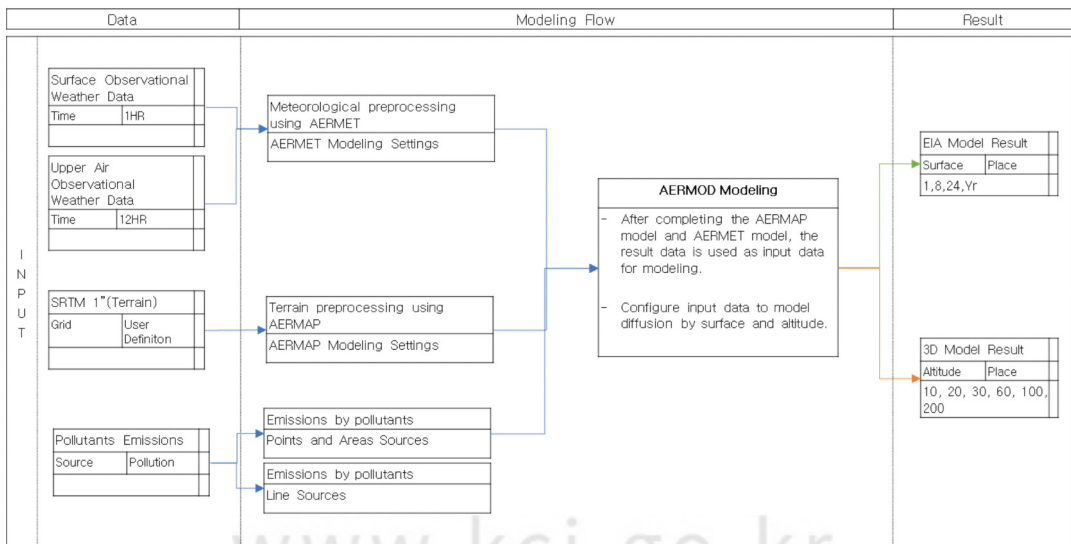 Data
Modeling Flow
Result
INPUT
Surface Observational
Weather Data
Time
1HR
Upper Air
Observational
Weather Data
Time
12HR
SRTM 1"(Terrain)
Grid
User
Definiton
Pollutants Emissions
Source
Pollution
Meteorological preprocessing
using AERMET
AERMET Modeling Settings
Terrain preprocessing using
AERMAP
AERMAP Modeling Settings
Emissions by pollutants
Points and Areas Sources
Emissions by pollutants
Line Sources
AERMOD Modeling
- After completing the AERMAP
model and AERMET model, the
result data is used as input data
for modeling.
- Configure input data to model
diffusion by surface and altitude.
EIA Model Result
Surface
Place
1,8,24,Yr
3D Model Result
Altitude
Place
10, 20, 30, 60, 100,
200
www.kci.go.kr